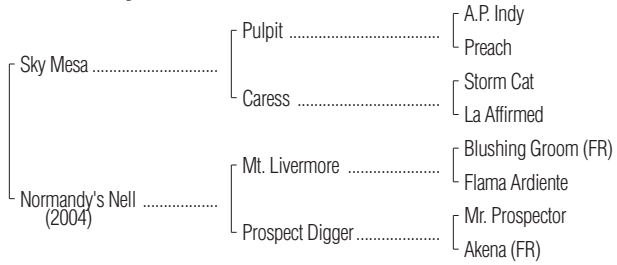 A.P. Indy
Pulpit ....................................
Preach
Sky Mesa .............................
Storm Cat
Caress ..................................
La Affirmed
Blushing Groom (FR)
Mt. Livermore .....................
Flama Ardiente
Normandy's Nell .................
(2004)
Mr. Prospector
Prospect Digger ...................
Akena (FR)